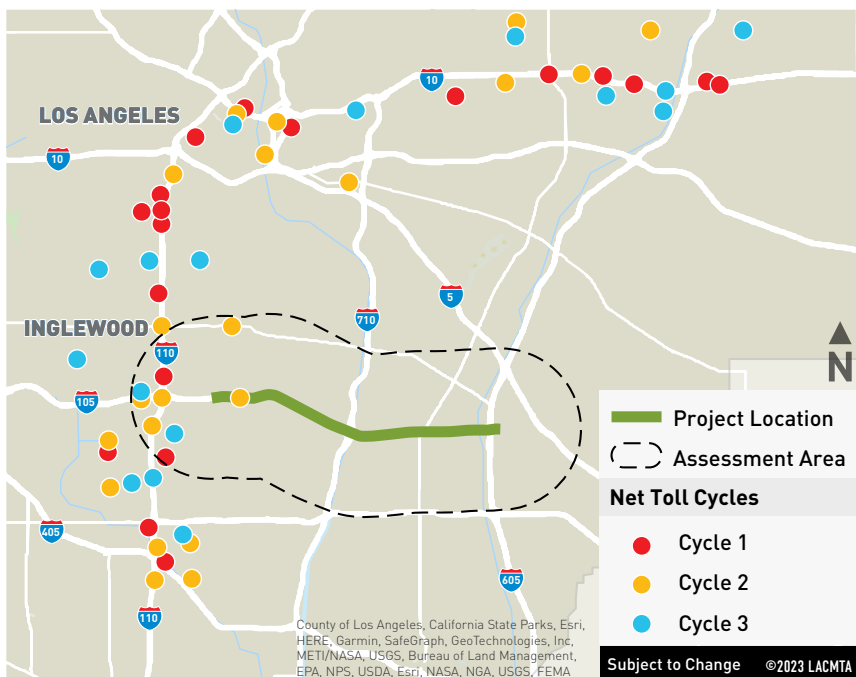 10
LOS ANGELES
10
5
710
INGLEWOOD
110
105
N
Project Location
Assessment Area
Net Toll Cycles
405
Cycle 1
605
Cycle 2
110
Cycle 3
County of Los Angeles, California State Parks, Esri,
HERE, Garmin, SafeGraph, GeoTechnologies, Inc,
METI/NASA, USGS, Bureau of Land Management,
EPA, NPS, USDA, Esri, NASA, NGA, USGS, FEMA
Subject to Change ©2023 LACMTA